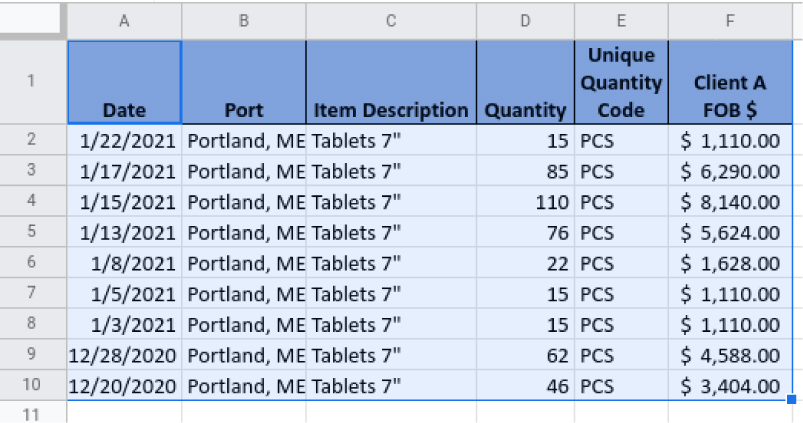 A B C D E F
1 Date Port Item Description Quantity Unique Quantity Code Client A FOB $
2 1/22/2021 Portland, ME Tablets 7" 15 PCS $ 1,110.00
3 1/17/2021 Portland, ME Tablets 7" 85 PCS $ 6,290.00
4 1/15/2021 Portland, ME Tablets 7" 110 PCS $ 8,140.00
5 1/13/2021 Portland, ME Tablets 7" 76 PCS $ 5,624.00
6 1/8/2021 Portland, ME Tablets 7" 22 PCS $ 1,628.00
7 1/5/2021 Portland, ME Tablets 7" 15 PCS $ 1,110.00
8 1/3/2021 Portland, ME Tablets 7" 15 PCS $ 1,110.00
9 12/28/2020 Portland, ME Tablets 7" 62 PCS $ 4,588.00
10 12/20/2020 Portland, ME Tablets 7" 46 PCS $ 3,404.00
11